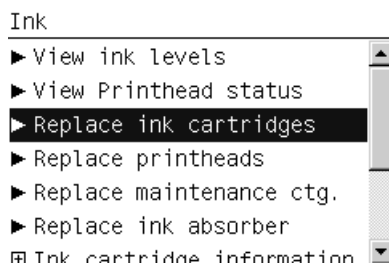 Ink
View ink levels
View Printhead status
Replace ink cartridges
Replace printheads
Replace maintenance ctg.
Replace ink absorber
Ink cartridge information